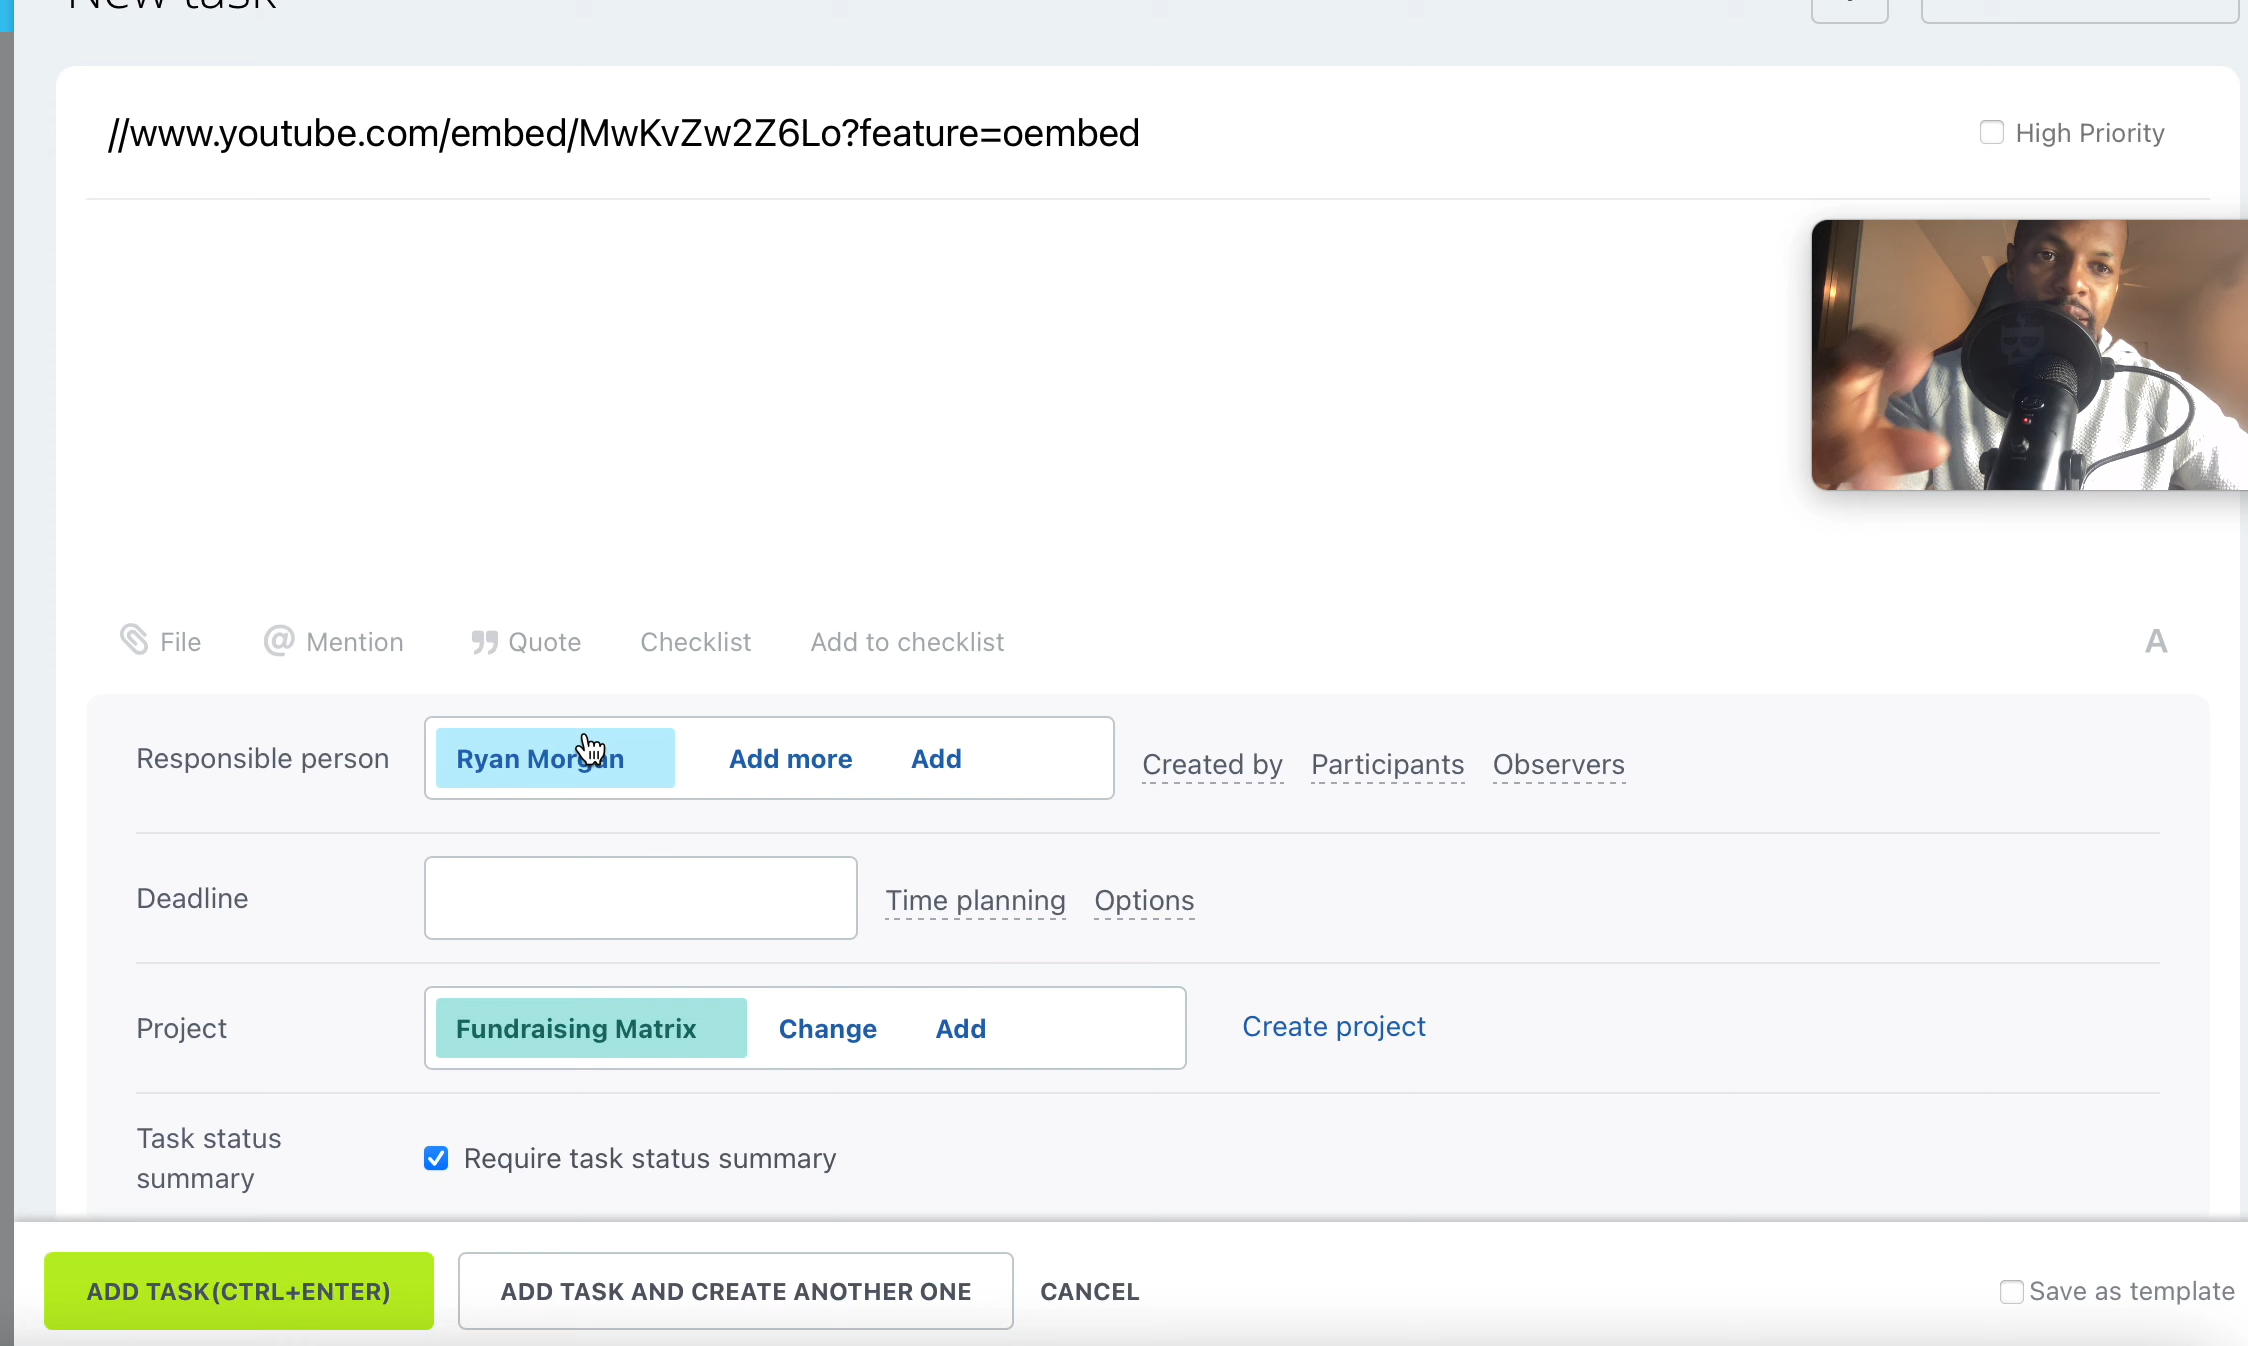 New task
//www.youtube.com/embed/MwKvZw2Z6Lo?feature=oembed
High Priority
File
@ Mention
Quote
Checklist
Add to checklist
A
Responsible person
Ryan Morgan
Add more
Add
Created by
Participants
Observers
Deadline
Time planning
Options
Project
Fundraising Matrix
Change
Add
Create project
Task status
summary
Require task status summary
ADD TASK(CTRL+ENTER)
ADD TASK AND CREATE ANOTHER ONE
CANCEL
Save as template